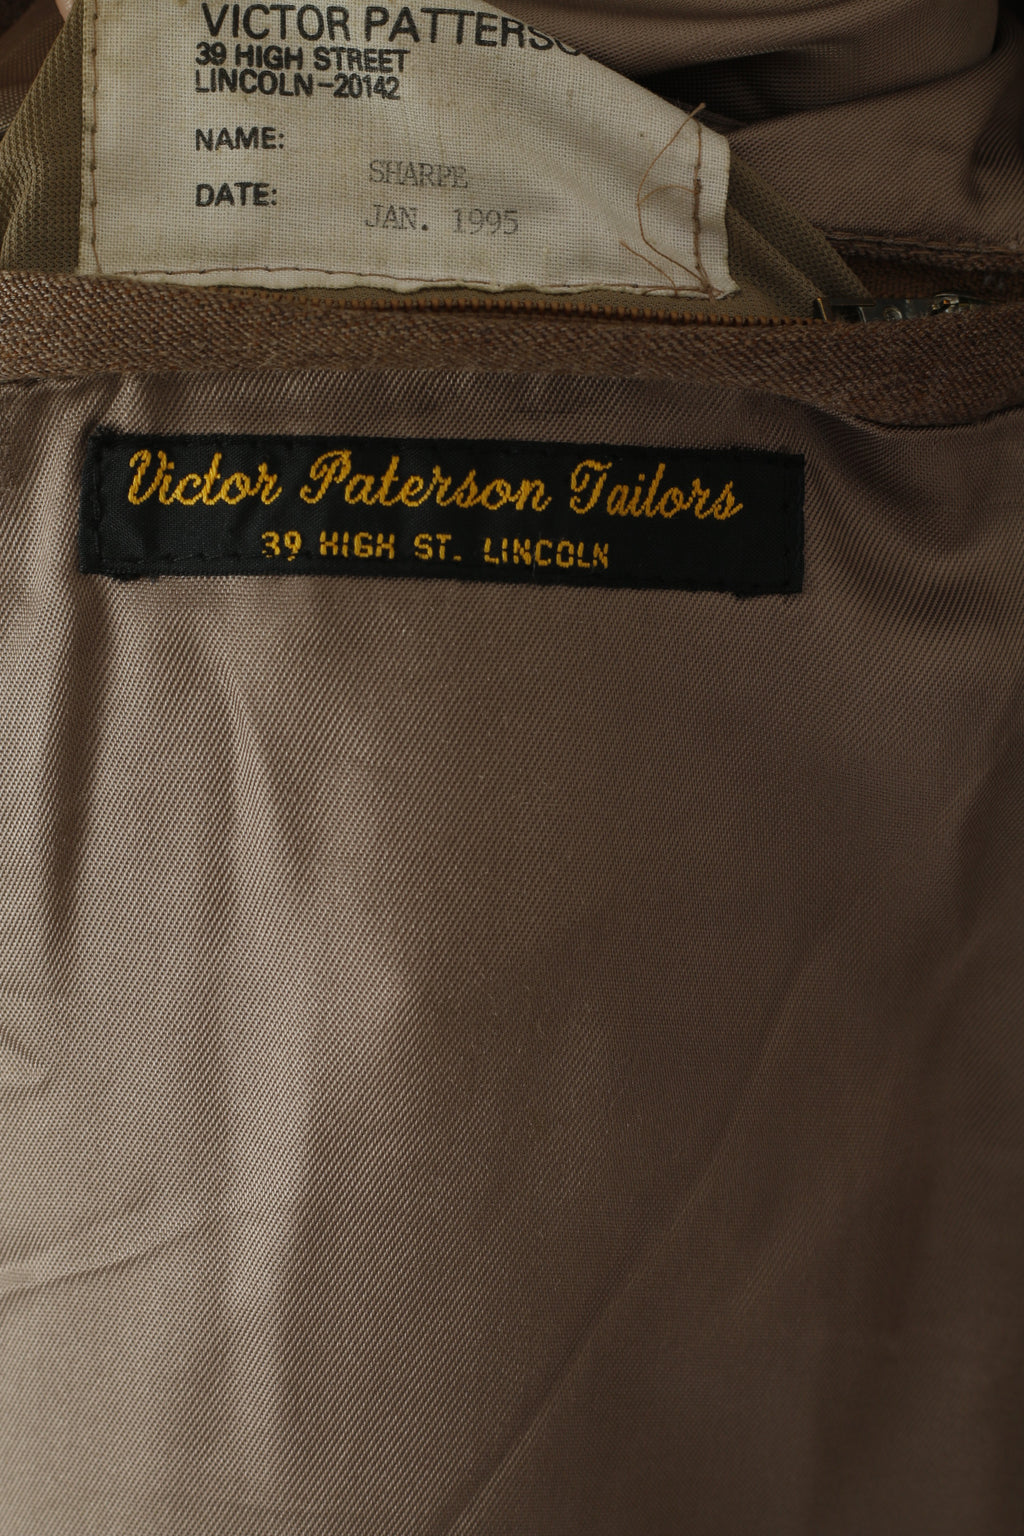 VICTOR PATTERSO
39 HIGH STREET
LINCOLN-20142
NAME: SHARPE
DATE: JAN. 1995
Victor Paterson Tailors
39 HIGH ST. LINCOLN